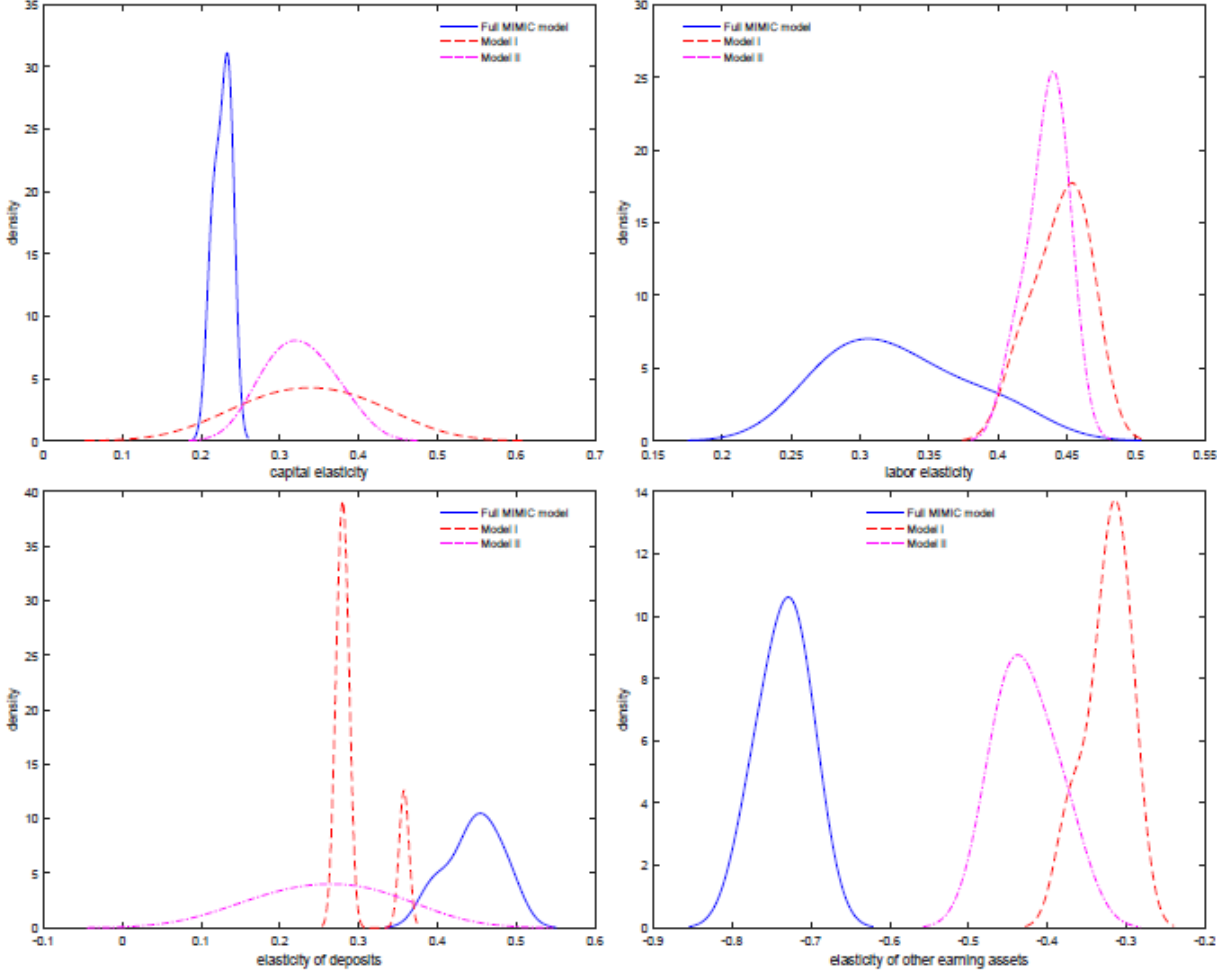 35
30
25
20
15
10
5
0
density
0 0.1 0.2 0.3 0.4 0.5 0.6 0.7
capital elasticity
Full MIMIC model
Model I
Model II
30
25
20
15
10
5
0
density
0.15 0.2 0.25 0.3 0.35 0.4 0.45 0.5 0.55
labor elasticity
Full MIMIC model
Model I
Model II
40
35
30
25
20
15
10
5
0
density
-0.1 0 0.1 0.2 0.3 0.4 0.5 0.6
elasticity of deposits
Full MIMIC model
Model I
Model II
14
12
10
8
6
4
2
0
density
-0.9 -0.8 -0.7 -0.6 -0.5 -0.4 -0.3 -0.2
elasticity of other earning assets
Full MIMIC model
Model I
Model II